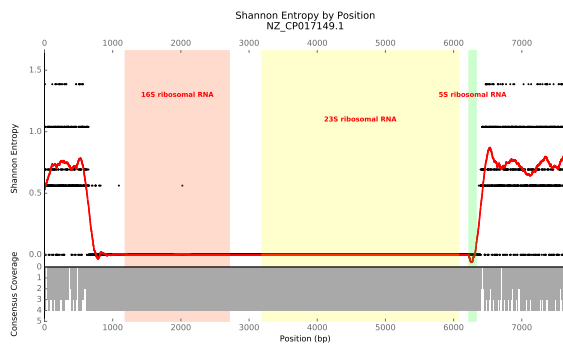 Shannon Entropy by Position
NZ_CP017149.1
0 1000 2000 3000 4000 5000 6000 7000
1.5
1.0
0.5
0.0
Shannon Entropy
16S ribosomal RNA
23S ribosomal RNA
5S ribosomal RNA
0
1
2
3
4
5
Consensus Coverage
0 1000 2000 3000 4000 5000 6000 7000
Position (bp)